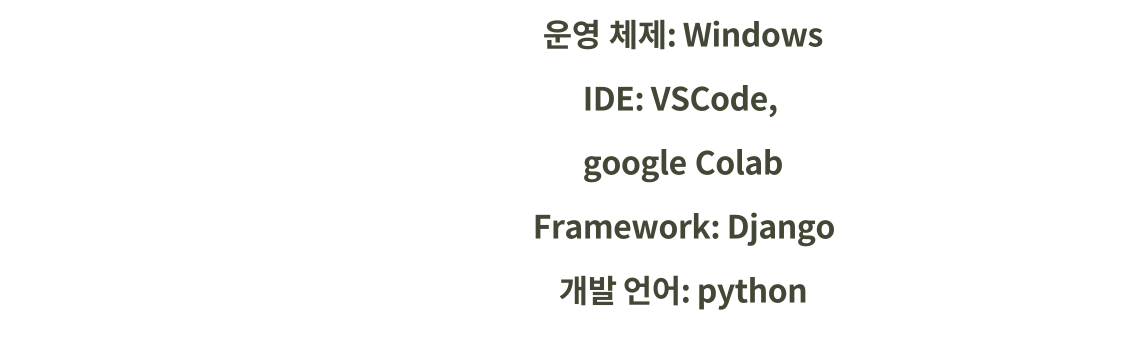 운영 체제: Windows
IDE: VSCode,
google Colab
Framework: Django
개발 언어: python